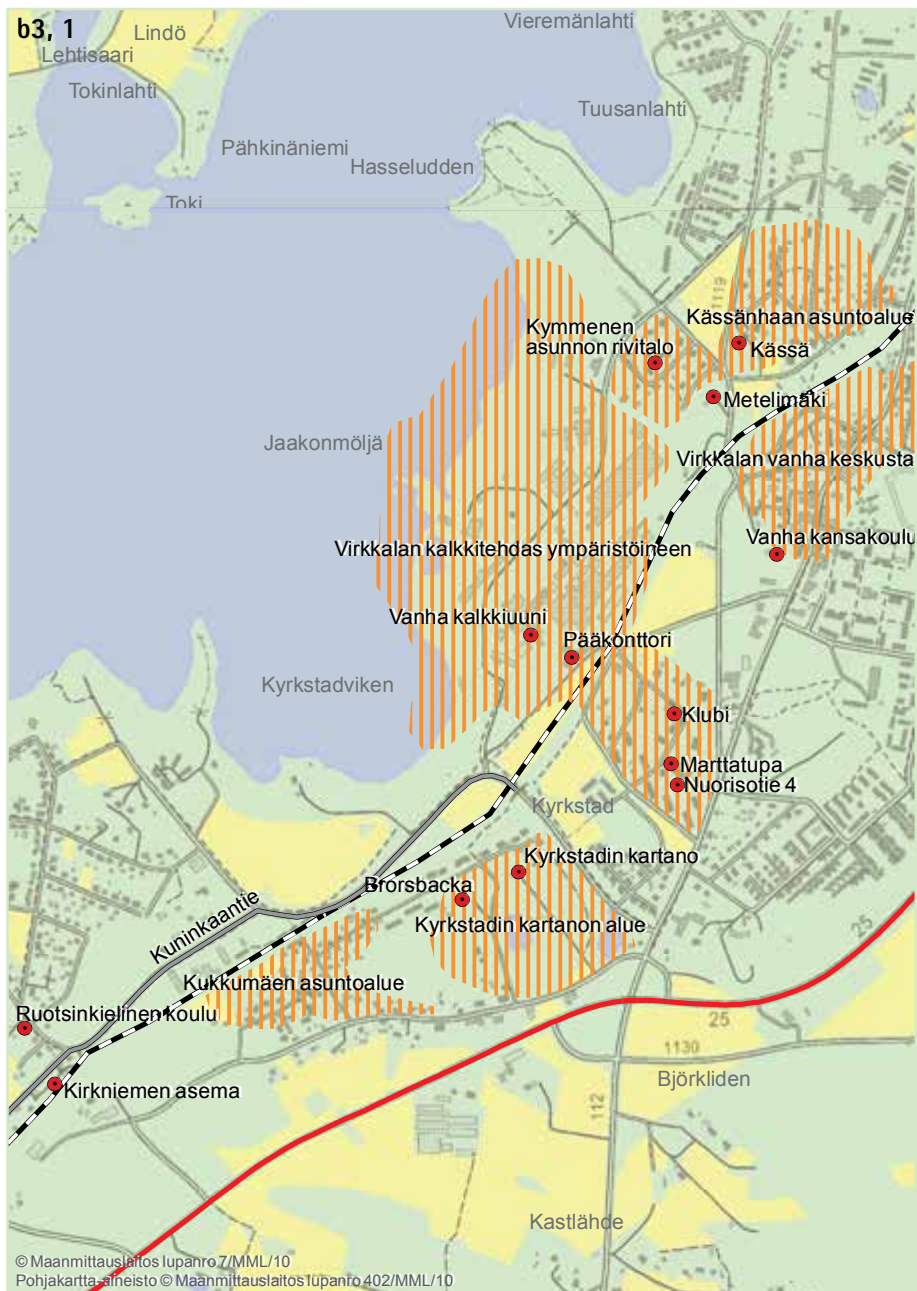 b3, 1
Vieremänlahti
Lindö
Lehtisaari
Tokinlahti
Tuusanlahti
Pähkinäniemi
Hasseludden
Toki
1119
Kässänhaan asuntoalue
Kymmenen
asunnon rivitalo
Kässä
Metelimäki
Jaakonmöljä
Virkkalan vanha keskusta
Vanha kansakoulu
Virkkalan kalkkitehdas ympäristöineen
Vanha kalkkiuuni
Pääkonttori
Kyrkstadviken
Klubi
Marttatupa
Nuorisotie 4
Kyrkstad
Kyrkstadin kartano
Brorsbacka
Kuninkaantie
Kyrkstadin kartanon alue
25
Kukkumäen asuntoalue
Ruotsinkielinen koulu
25
1130
Björkliden
Kirkniemen asema
112
Kastlähde
© Maanmittauslaitos lupanro 7/MML/10
Pohjakartta-aineisto © Maanmittauslaitos lupanro 402/MML/10